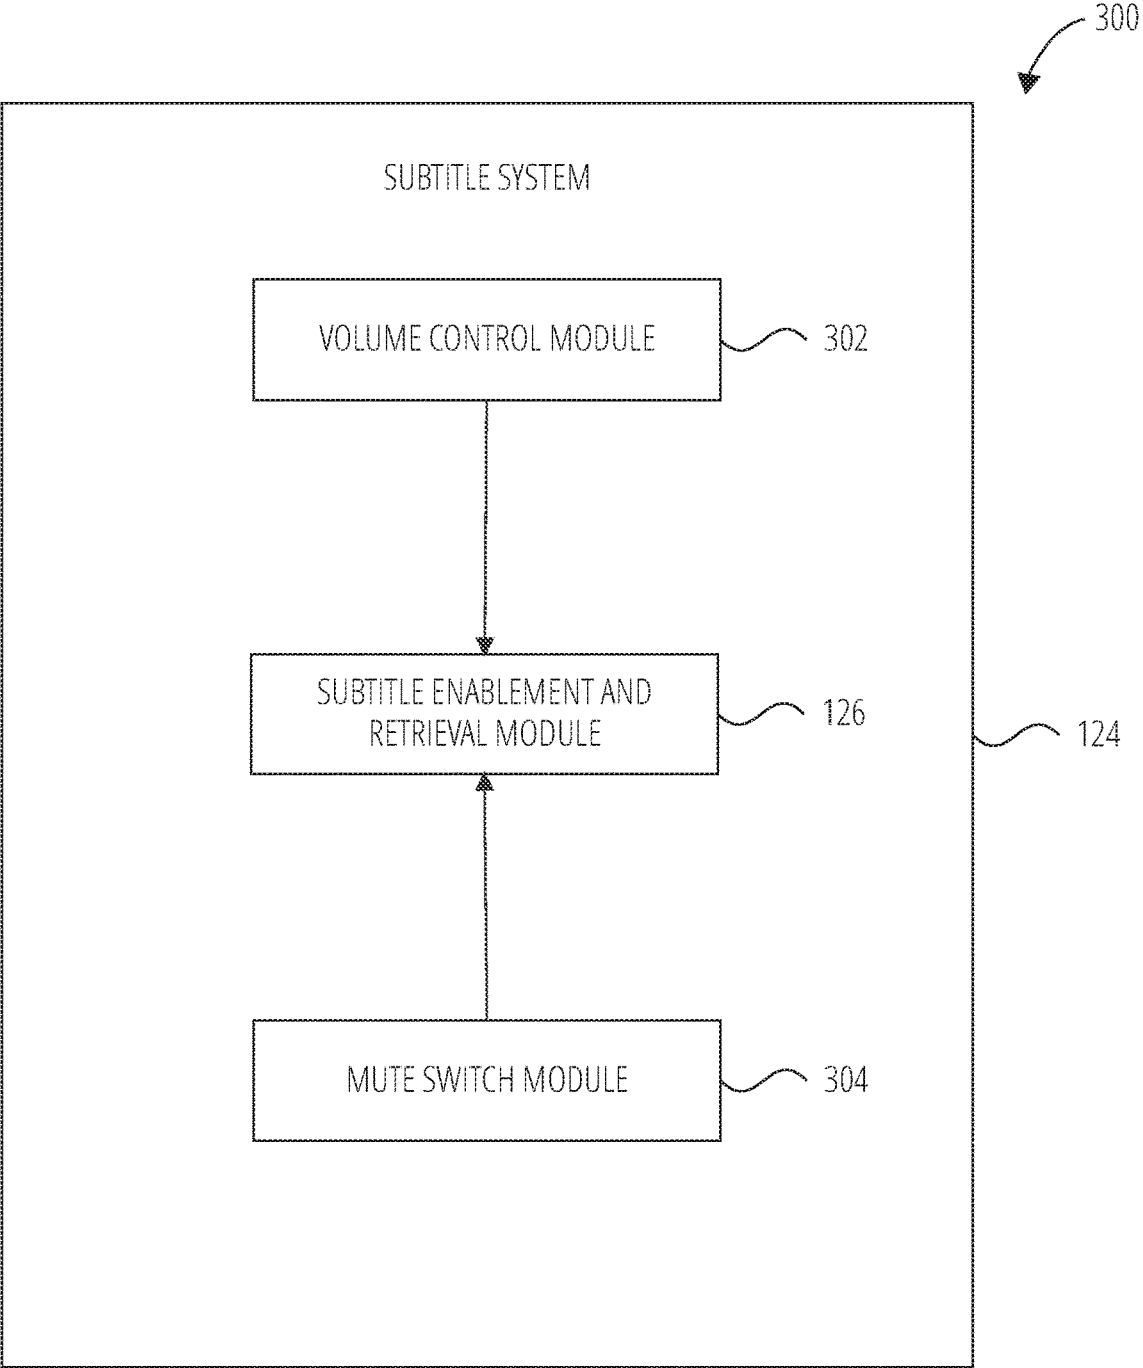 300
SUBTITLE SYSTEM
VOLUME CONTROL MODULE
302
SUBTITLE ENABLEMENT AND
RETRIEVAL MODULE
126
124
MUTE SWITCH MODULE
304